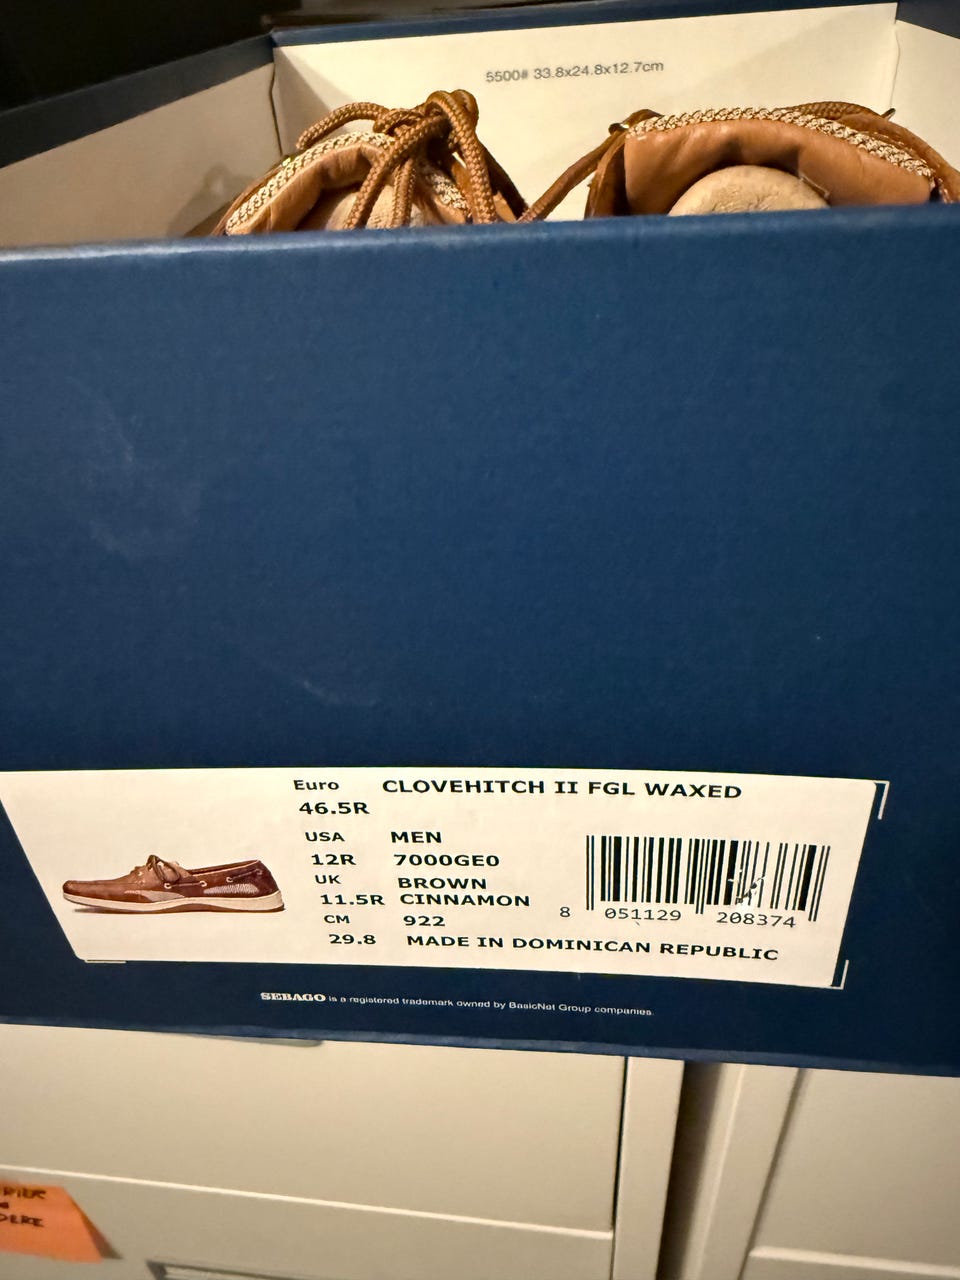 5500# 33.8x24.8x12.7cm
Euro CLOVEHITCH II FGL WAXED
46.5R
USA MEN
12R 7000GE0
UK BROWN
11.5R CINNAMON
CM 922
29.8 MADE IN DOMINICAN REPUBLIC
8 051129 208374
SEBAGO is a registered trademark owned by BasicNet Group companies.